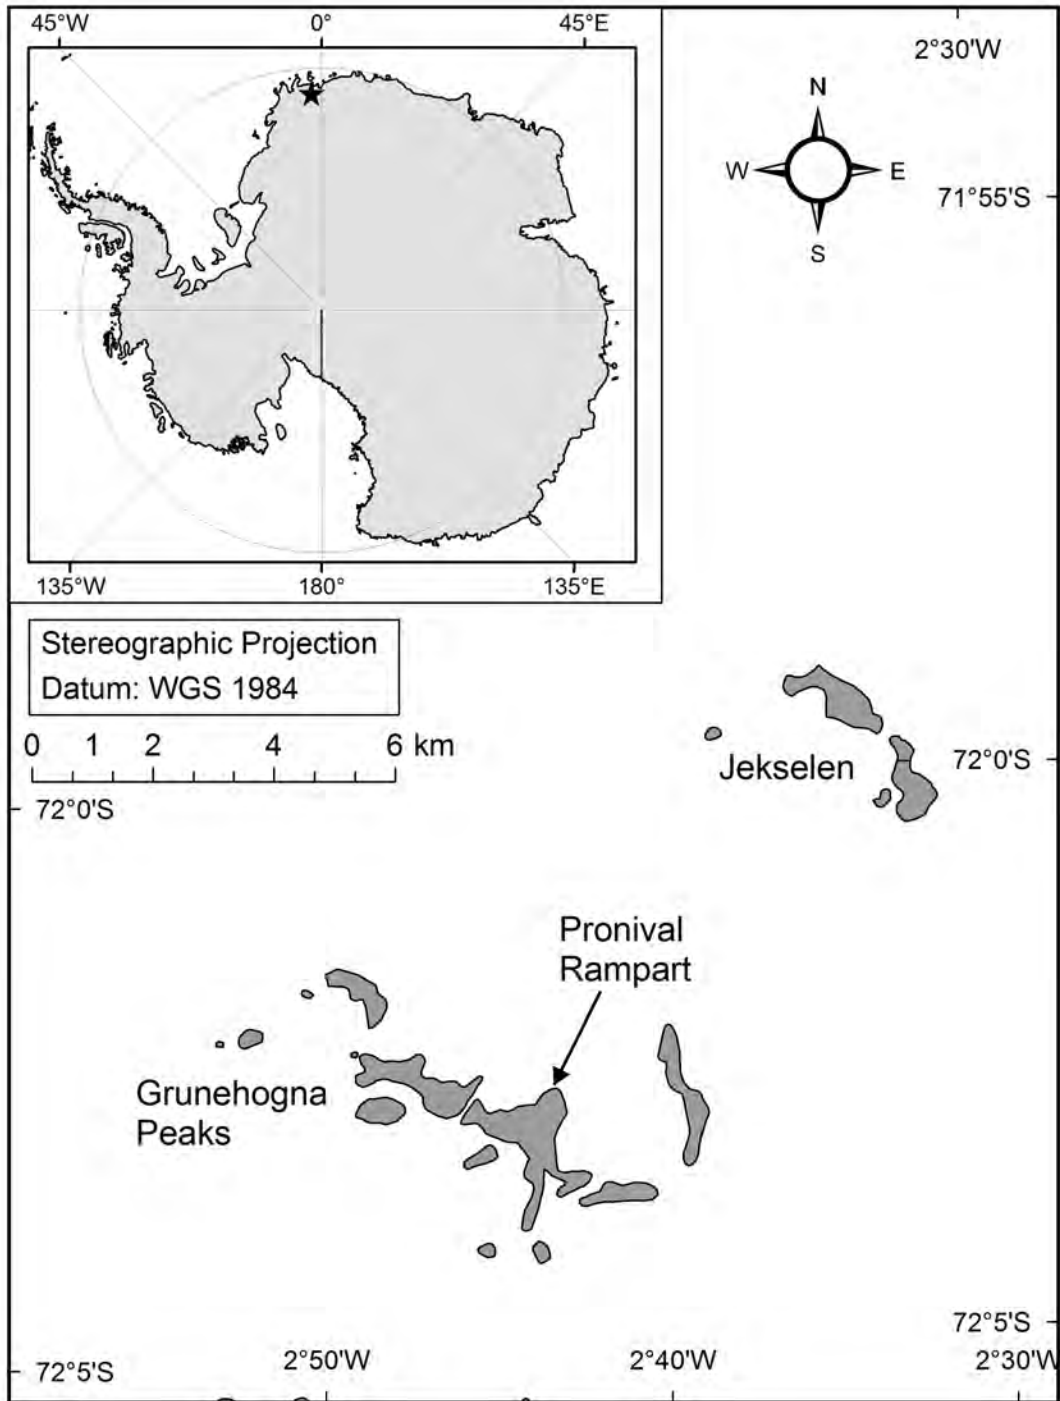 45°W 0° 45°E
2°30'W
N
W E
S
71°55'S
135°W 180° 135°E
Stereographic Projection
Datum: WGS 1984
0 1 2 4 6 km
Jekselen
72°0'S
72°0'S
Pronival
Rampart
Grunehogna
Peaks
72°5'S
72°5'S
2°50'W 2°40'W 2°30'W